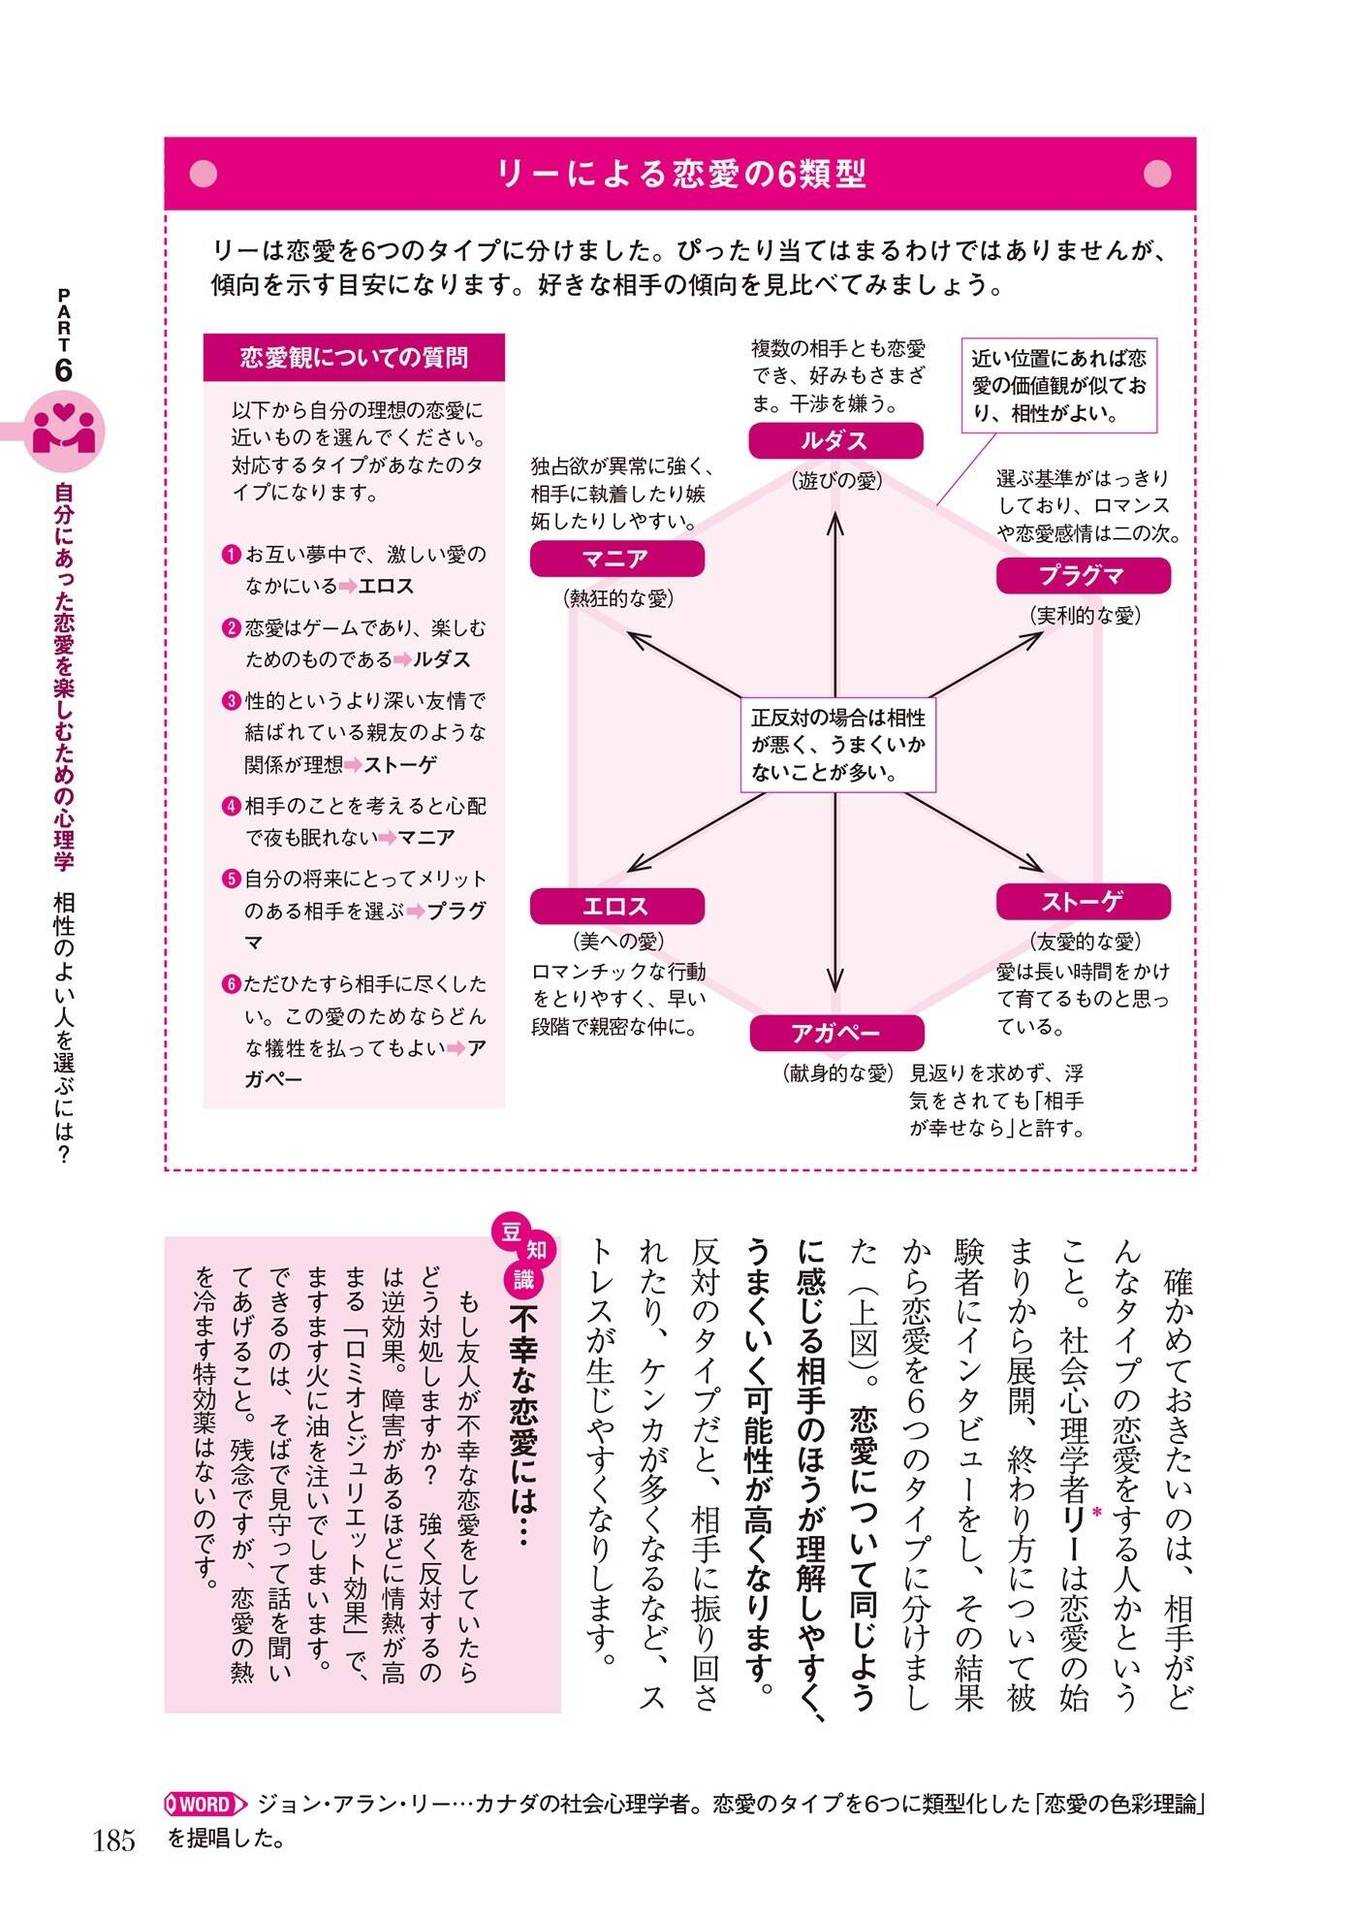 リーによる恋愛の6類型
リーは恋愛を6つのタイプに分けました。ぴったり当てはまるわけではありませんが、
傾向を示す目安になります。好きな相手の傾向を見比べてみましょう。
恋愛観についての質問
以下から自分の理想の恋愛に
近いものを選んでください。
対応するタイプがあなたのタ
イプになります。
❶お互い夢中で、激しい愛の
なかにいる➡エロス
❷恋愛はゲームであり、楽しむ
ためのものである➡ルダス
❸性的というより深い友情で
結ばれている親友のような
関係が理想➡ストーゲ
❹相手のことを考えると心配
で夜も眠れない➡マニア
❺自分の将来にとってメリット
のある相手を選ぶ➡プラグ
マ
❻ただひたすら相手に尽くした
い。この愛のためならどん
な犠牲を払ってもよい➡ア
ガペー
複数の相手とも恋愛
でき、好みもさまざ
ま。干渉を嫌う。
ルダス
(遊びの愛)
近い位置にあれば恋
愛の価値観が似てお
り、相性がよい。
独占欲が異常に強く、
相手に執着したり嫉
妬したりしやすい。
マニア
(熱狂的な愛)
選ぶ基準がはっきり
しており、ロマンス
や恋愛感情は二の次。
プラグマ
(実利的な愛)
正反対の場合は相性
が悪く、うまくいか
ないことが多い。
エロス
(美への愛)
ロマンチックな行動
をとりやすく、早い
段階で親密な仲に。
ストーゲ
(友愛的な愛)
愛は長い時間をかけ
て育てるものと思っ
ている。
アガペー
(献身的な愛)
見返りを求めず、浮
気をされても「相手
が幸せなら」と許す。
確かめておきたいのは、相手がど
んなタイプの恋愛をする人かという
こと。社会心理学者リー*は恋愛の始
まりから展開、終わり方について被
験者にインタビューをし、その結果
から恋愛を6つのタイプに分けまし
た（上図）。恋愛について同じよう
に感じる相手のほうが理解しやすく、
うまくいく可能性が高くなります。
反対のタイプだと、相手に振り回さ
れたり、ケンカが多くなるなど、ス
トレスが生じやすくなりします。
豆知識
不幸な恋愛には…
もし友人が不幸な恋愛をしていたら
どう対処しますか？　強く反対するの
は逆効果。障害があるほどに情熱が高
まる「ロミオとジュリエット効果」で、
ますます火に油を注いでしまいます。
できるのは、そばで見守って話を聞い
てあげること。残念ですが、恋愛の熱
を冷ます特効薬はないのです。
WORD ジョン・アラン・リー…カナダの社会心理学者。恋愛のタイプを6つに類型化した「恋愛の色彩理論」
を提唱した。
PART6
自分にあった恋愛を楽しむための心理学 相性のよい人を選ぶには？
185